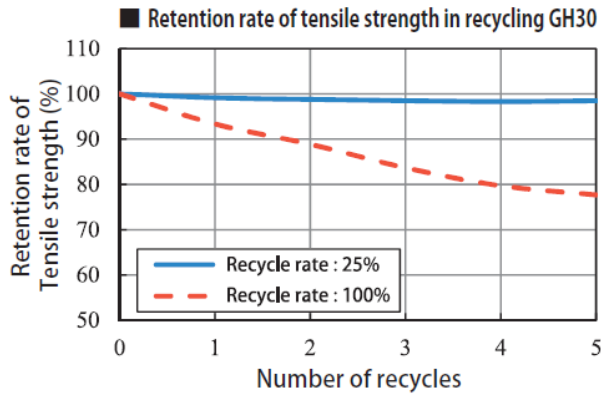 ■ Retention rate of tensile strength in recycling GH30
Retention rate of
Tensile strength (%)
110
100
90
80
70
60
50
Recycle rate : 25%
Recycle rate : 100%
0 1 2 3 4 5
Number of recycles